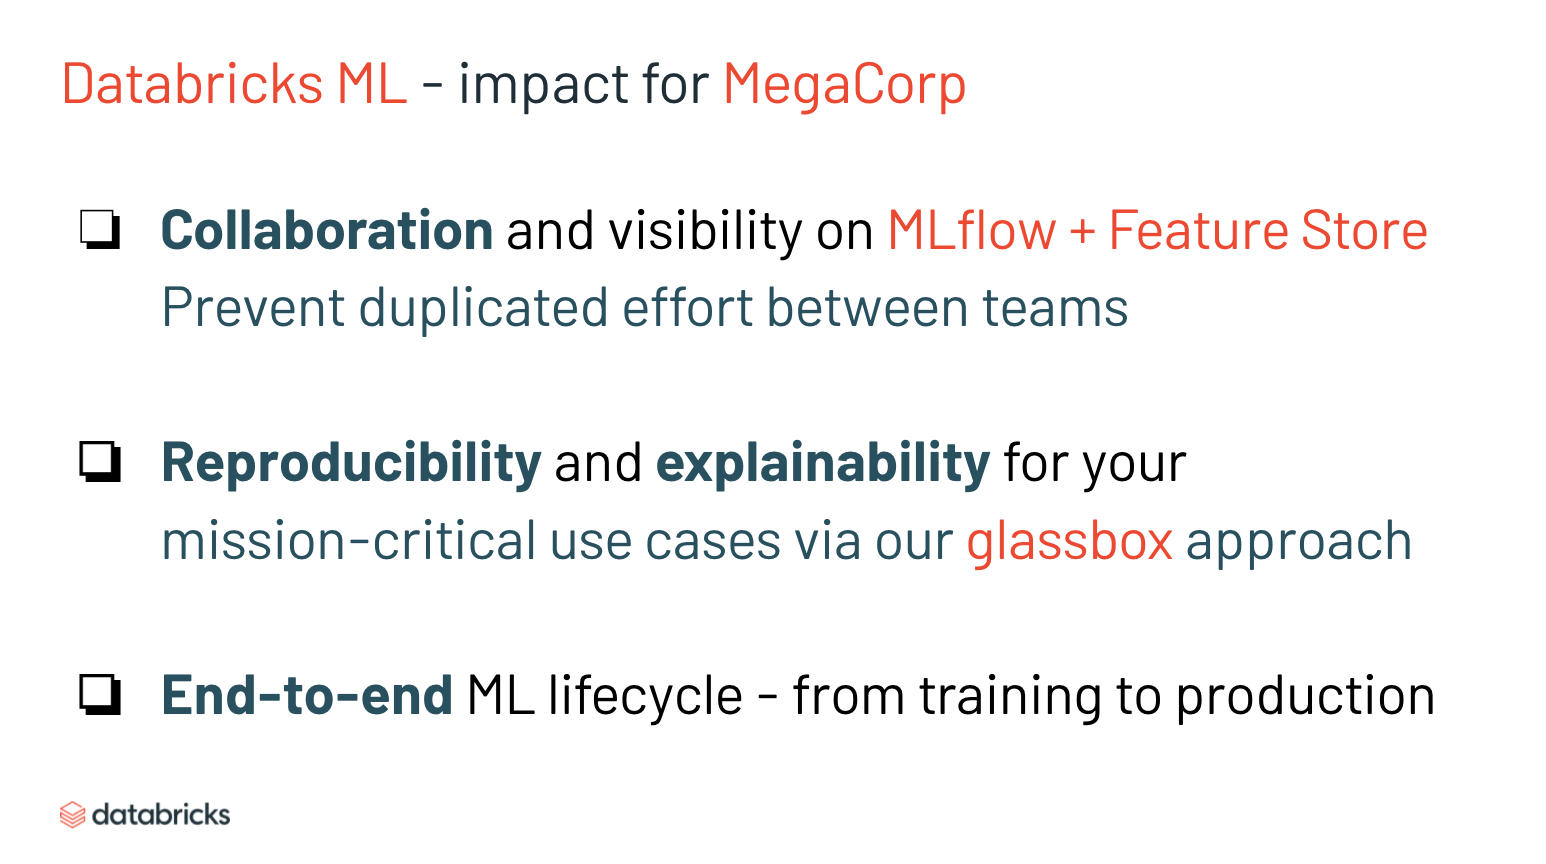 Databricks ML - impact for MegaCorp
Collaboration and visibility on MLflow + Feature Store
Prevent duplicated effort between teams
Reproducibility and explainability for your
mission-critical use cases via our glassbox approach
End-to-end ML lifecycle - from training to production
databricks